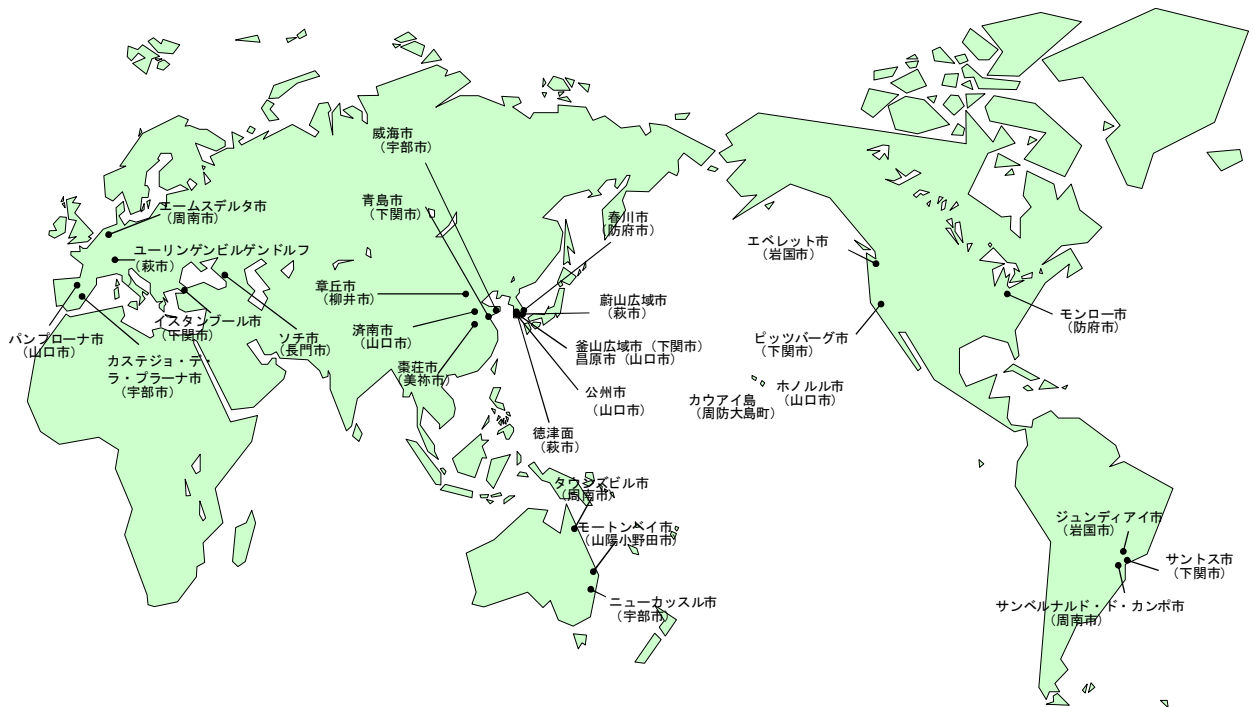 威海市
（宇部市）
青島市
（下関市）
春川市
（防府市）
エームスデルタ市
（周南市）
ユーリンゲンビルゲンドルフ
（萩市）
章丘市
（柳井市）
済南市
（山口市）
棗荘市
（美祢市）
蔚山広域市
（萩市）
釜山広域市（下関市）
昌原市（山口市）
公州市
（山口市）
徳津面
（萩市）
パンプローナ市
（山口市）
カステジョ・デ・
ラ・プラーナ市
（宇部市）
イスタンブール市
（下関市）
ソチ市
（長門市）
タウンズビル市
（周南市）
モートンベイ市
（山陽小野田市）
ニューカッスル市
（宇部市）
エベレット市
（岩国市）
ピッツバーグ市
（下関市）
モンロー市
（防府市）
カウアイ島
（周防大島町）
ホノルル市
（山口市）
ジュンディアイ市
（岩国市）
サントス市
（下関市）
サンベルナルド・ド・カンポ市
（周南市）